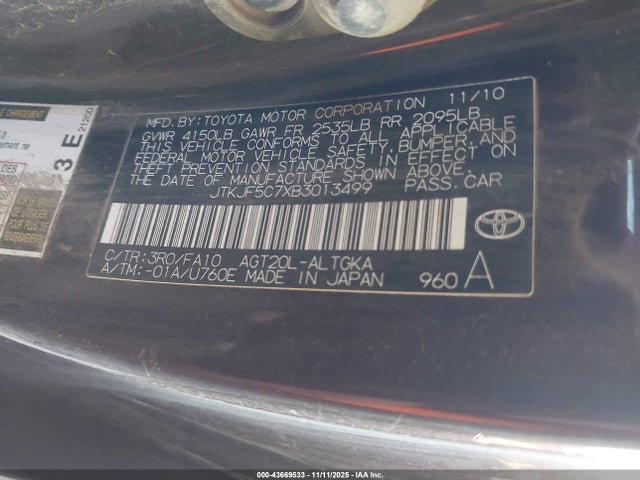 MFD.BY:TOYOTA MOTOR CORPORATION 11/10
GVWR 4150LB GAWR FR 2535LB RR 2095LB
THIS VEHICLE CONFORMS TO ALL APPLICABLE
FEDERAL MOTOR VEHICLE SAFETY, BUMPER, AND
THEFT PREVENTION STANDARDS IN EFFECT ON
THE DATE OF MANUFACTURE SHOWN ABOVE.
JTKJF5C7XB3013499 PASS.CAR
C/TR:3R0/FA10 AGT20L-ALTGKA
A/TM:-01A/U760E MADE IN JAPAN 960 A
3 E
21200
000-43669533 - 11/11/2025 - IAA Inc.